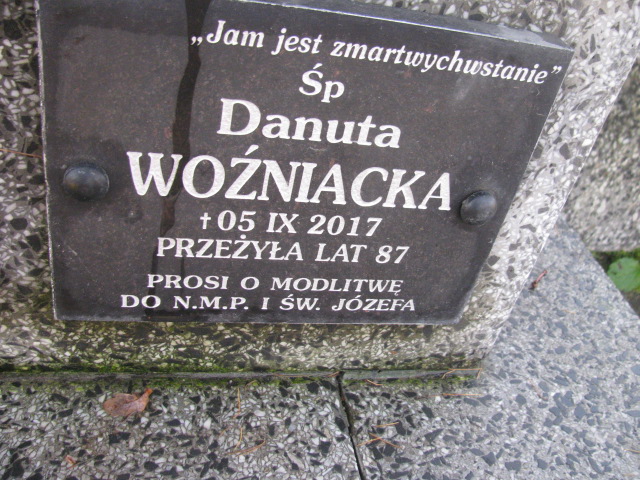 „Jam jest zmartwychwstanie”
Śp
Danuta
WOŹNIACKA
† 05 IX 2017
PRZEŻYŁA LAT 87
PROSI O MODLITWĘ
DO N.M.P. I ŚW. JÓZEFA